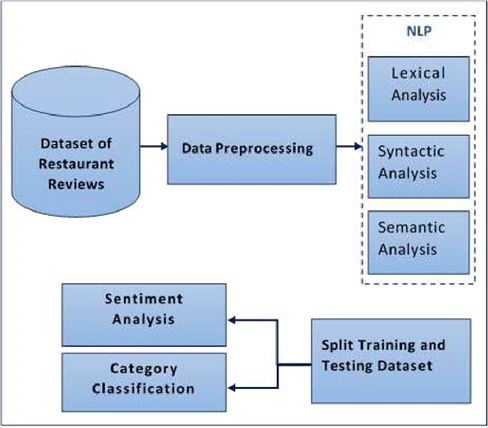 NLP
Lexical
Analysis
Dataset of
Restaurant
Reviews
Data Preprocessing
Syntactic
Analysis
Semantic
Analysis
Sentiment
Analysis
Category
Classification
Split Training and
Testing Dataset